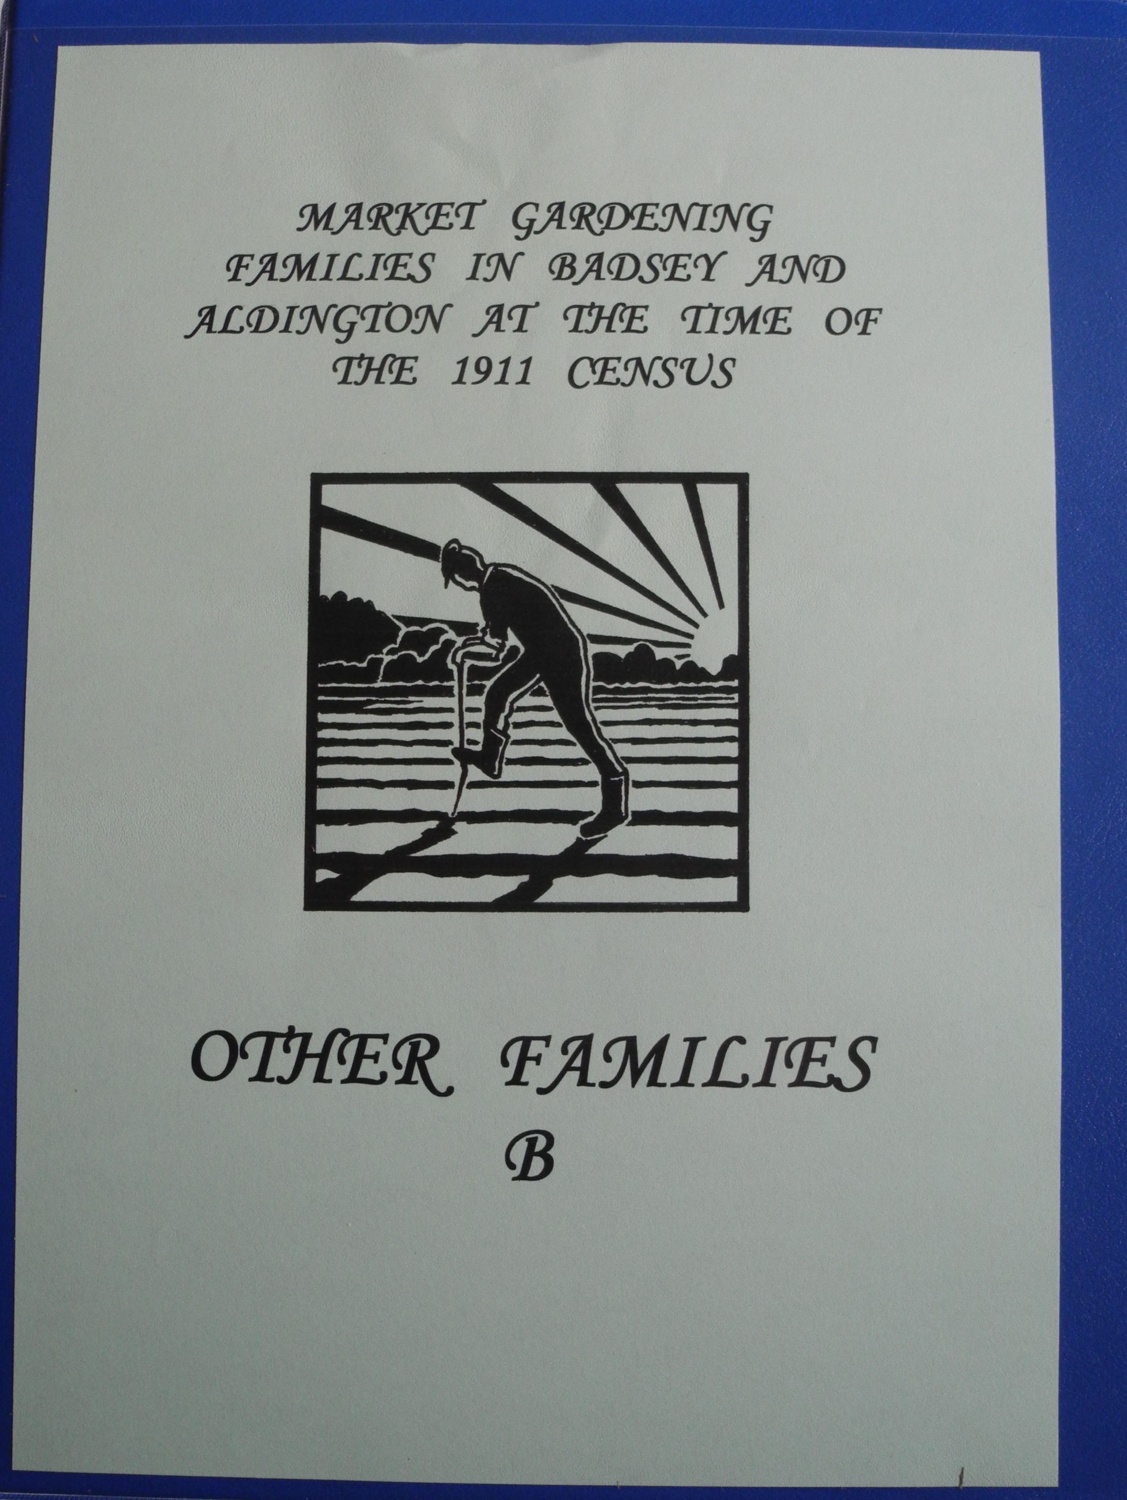 MARKET GARDENING
FAMILIES IN BADSEY AND
ALDINGTON AT THE TIME OF
THE 1911 CENSUS
OTHER FAMILIES
B